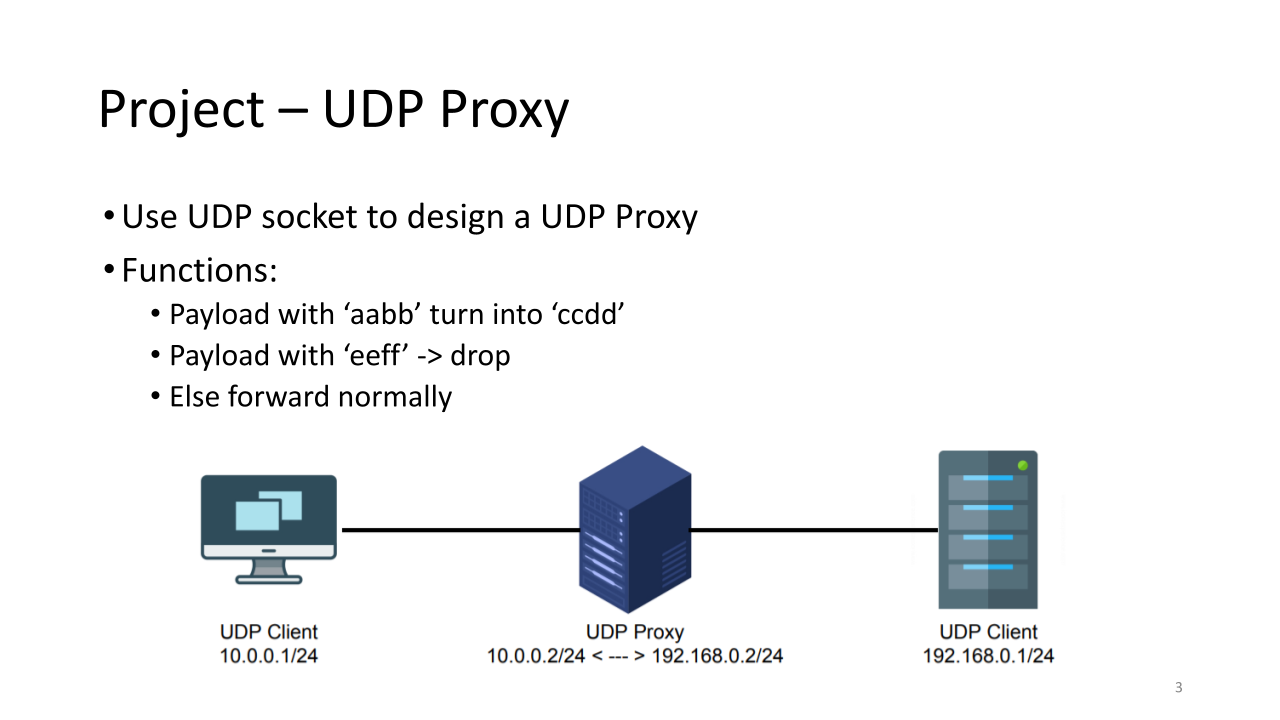 Project – UDP Proxy
• Use UDP socket to design a UDP Proxy
• Functions:
• Payload with ‘aabb’ turn into ‘ccdd’
• Payload with ‘eeff’ -> drop
• Else forward normally
UDP Client
10.0.0.1/24
UDP Proxy
10.0.0.2/24 < --- > 192.168.0.2/24
UDP Client
192.168.0.1/24
3